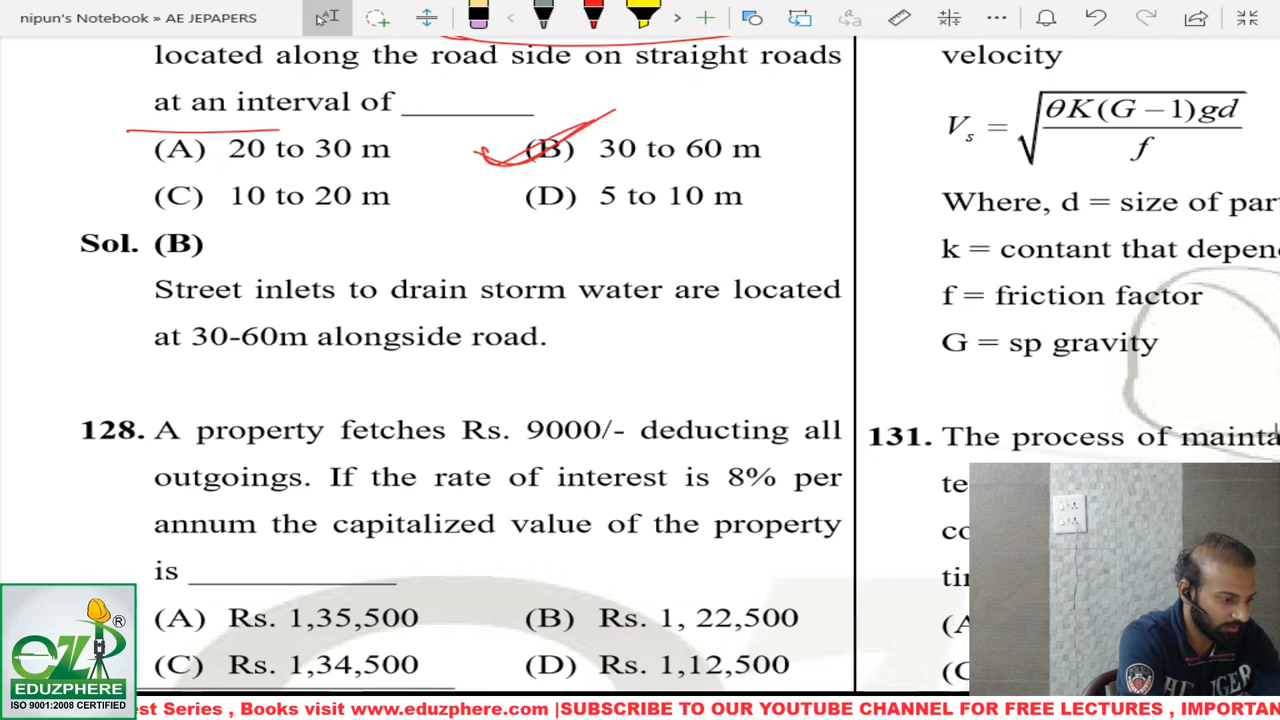 nipun's Notebook » AE JEPAPERS
located along the road side on straight roads
at an interval of ________
(A) 20 to 30 m (B) 30 to 60 m
(C) 10 to 20 m (D) 5 to 10 m
Sol. (B)
Street inlets to drain storm water are located
at 30-60m alongside road.
128. A property fetches Rs. 9000/- deducting all
outgoings. If the rate of interest is 8% per
annum the capitalized value of the property
is ________
(A) Rs. 1,35,500 (B) Rs. 1, 22,500
(C) Rs. 1,34,500 (D) Rs. 1,12,500
velocity
V_s = √(θK(G − 1)gd / f)
Where, d = size of par
k = contant that depen
f = friction factor
G = sp gravity
131. The process of mainta
te
co
tin
(A
(C
EZP ®
EDUZPHERE
ISO 9001:2008 CERTIFIED
est Series , Books visit www.eduzphere.com |SUBSCRIBE TO OUR YOUTUBE CHANNEL FOR FREE LECTURES , IMPORTAN